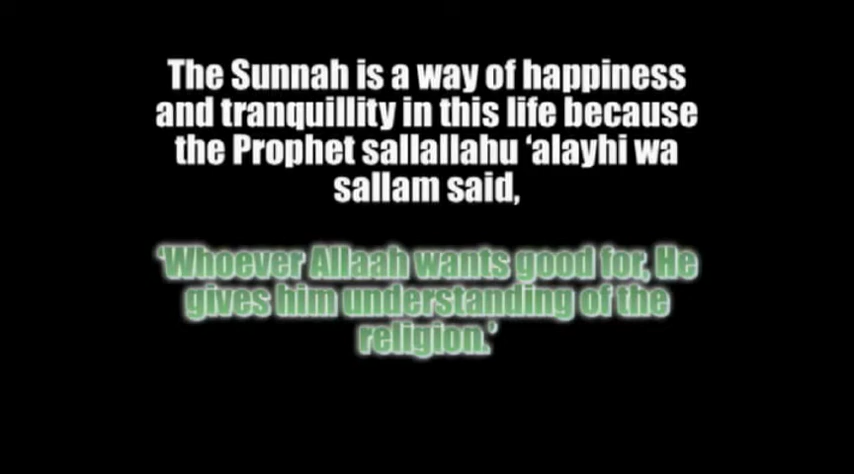 The Sunnah is a way of happiness
and tranquillity in this life because
the Prophet sallallahu ‘alayhi wa
sallam said,
‘Whoever Allaah wants good for, He
gives him understanding of the
religion.’